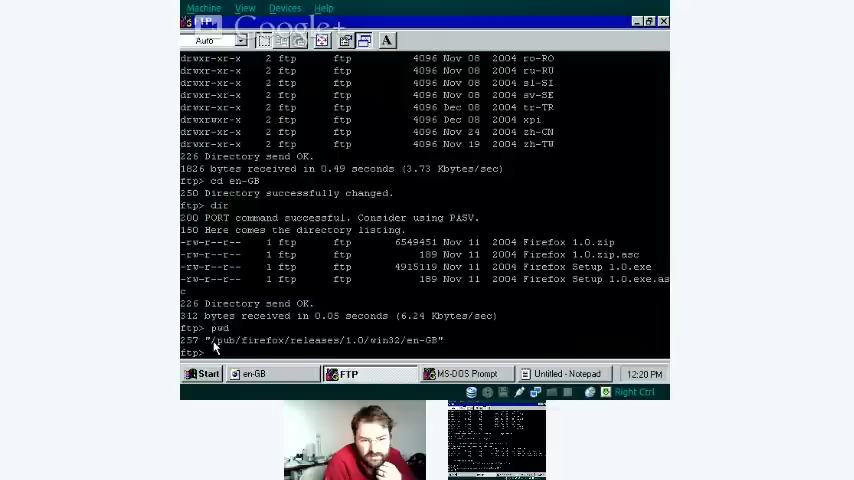 Machine View Devices Help
FTP
Google+
Auto
A
drwxr-xr-x 2 ftp ftp 4096 Nov 08 2004 ro-RO
drwxr-xr-x 2 ftp ftp 4096 Nov 08 2004 ru-RU
drwxr-xr-x 2 ftp ftp 4096 Nov 08 2004 sl-SI
drwxr-xr-x 2 ftp ftp 4096 Nov 08 2004 sv-SE
drwxr-xr-x 2 ftp ftp 4096 Dec 08 2004 tr-TR
drwxrwxr-x 2 ftp ftp 4096 Dec 08 2004 xpi
drwxr-xr-x 2 ftp ftp 4096 Nov 24 2004 zh-CN
drwxr-xr-x 2 ftp ftp 4096 Nov 19 2004 zh-TW
226 Directory send OK.
1826 bytes received in 0.49 seconds (3.73 Kbytes/sec)
ftp> cd en-GB
250 Directory successfully changed.
ftp> dir
200 PORT command successful. Consider using PASV.
150 Here comes the directory listing.
-rw-r--r-- 1 ftp ftp 6549451 Nov 11 2004 Firefox 1.0.zip
-rw-r--r-- 1 ftp ftp 189 Nov 11 2004 Firefox 1.0.zip.asc
-rw-r--r-- 1 ftp ftp 4915119 Nov 11 2004 Firefox Setup 1.0.exe
-rw-r--r-- 1 ftp ftp 189 Nov 11 2004 Firefox Setup 1.0.exe.as
c
226 Directory send OK.
312 bytes received in 0.05 seconds (6.24 Kbytes/sec)
ftp> pwd
257 "/pub/firefox/releases/1.0/win32/en-GB"
ftp>
Start en-GB FTP MS-DOS Prompt Untitled - Notepad 12:20 PM
Right Ctrl